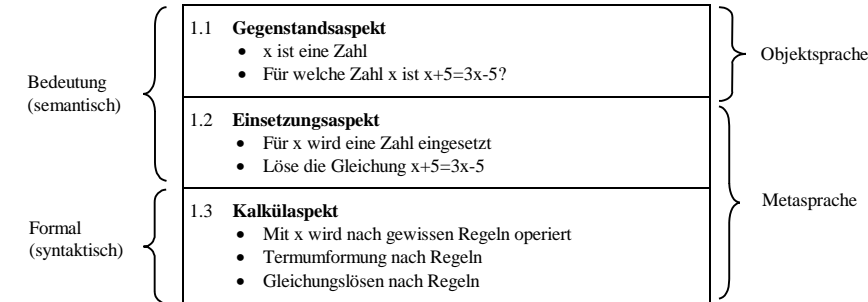 1.1 Gegenstandsaspekt
• x ist eine Zahl
• Für welche Zahl x ist x+5=3x-5?
Objektsprache
Bedeutung
(semantisch)
1.2 Einsetzungsaspekt
• Für x wird eine Zahl eingesetzt
• Löse die Gleichung x+5=3x-5
Metasprache
Formal
(syntaktisch)
1.3 Kalkülaspekt
• Mit x wird nach gewissen Regeln operiert
• Termumformung nach Regeln
• Gleichungslösen nach Regeln